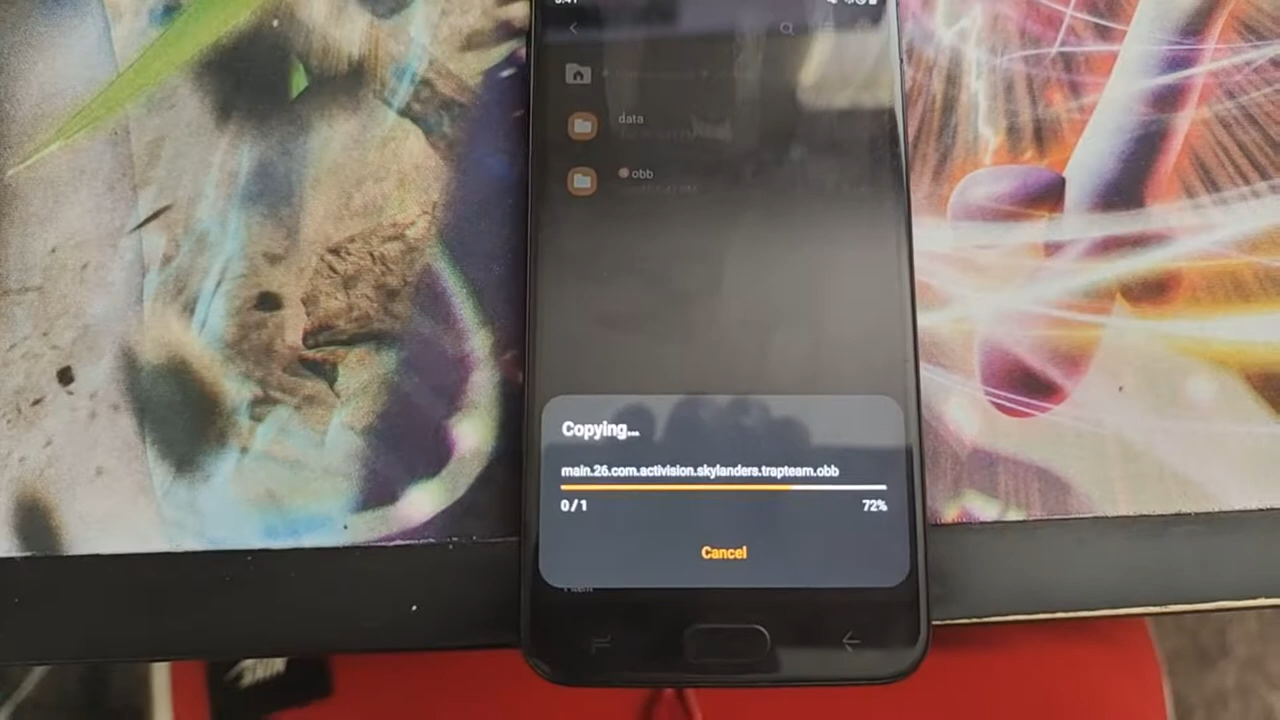 data
obb
Copying...
main.26.com.activision.skylanders.trapteam.obb
0/1
72%
Cancel